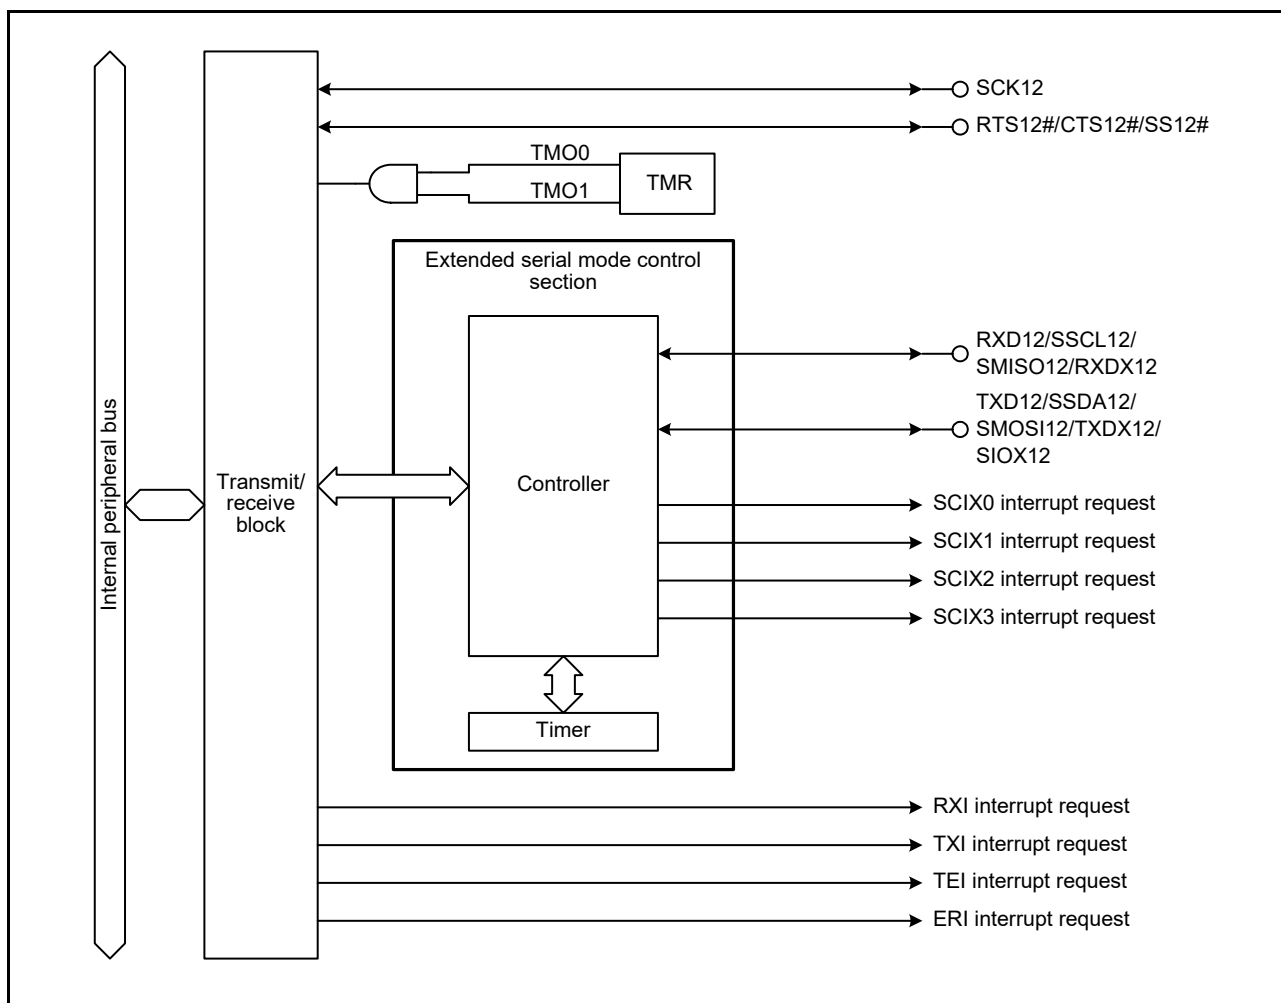 SCK12
RTS12#/CTS12#/SS12#
TMO0
TMO1
TMR
Extended serial mode control
section
RXD12/SSCL12/
SMISO12/RXDX12
TXD12/SSDA12/
SMOSI12/TXDX12/
SIOX12
Internal peripheral bus
Transmit/
receive
block
Controller
SCIX0 interrupt request
SCIX1 interrupt request
SCIX2 interrupt request
SCIX3 interrupt request
Timer
RXI interrupt request
TXI interrupt request
TEI interrupt request
ERI interrupt request